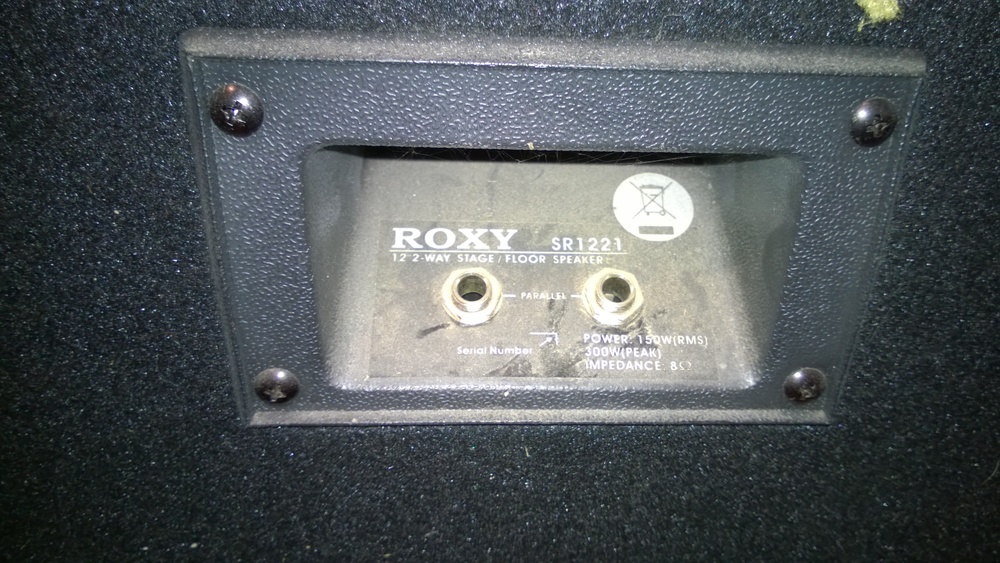 ROXY SR1221
12" 2-WAY STAGE/FLOOR SPEAKER
PARALLEL
Serial Number
POWER: 150W(RMS)
300W(PEAK)
IMPEDANCE: 8Ω